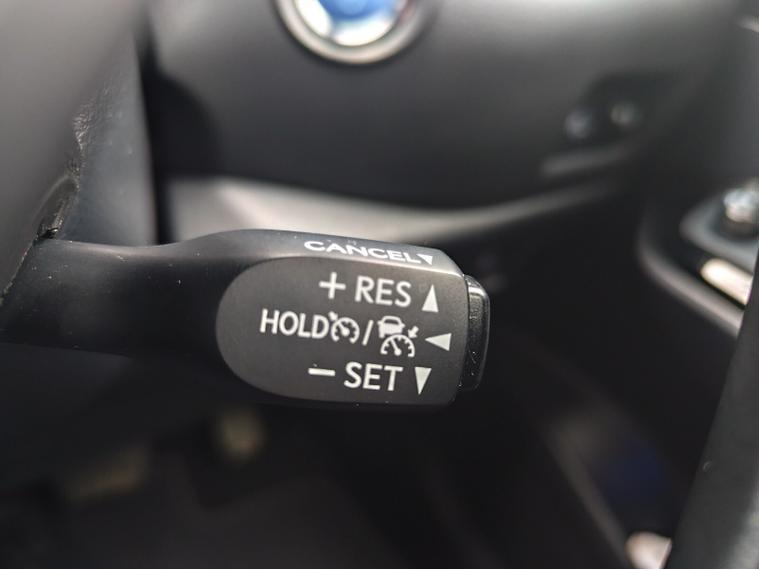 CANCEL▼
+ RES ▲
HOLD / ◀
− SET ▼